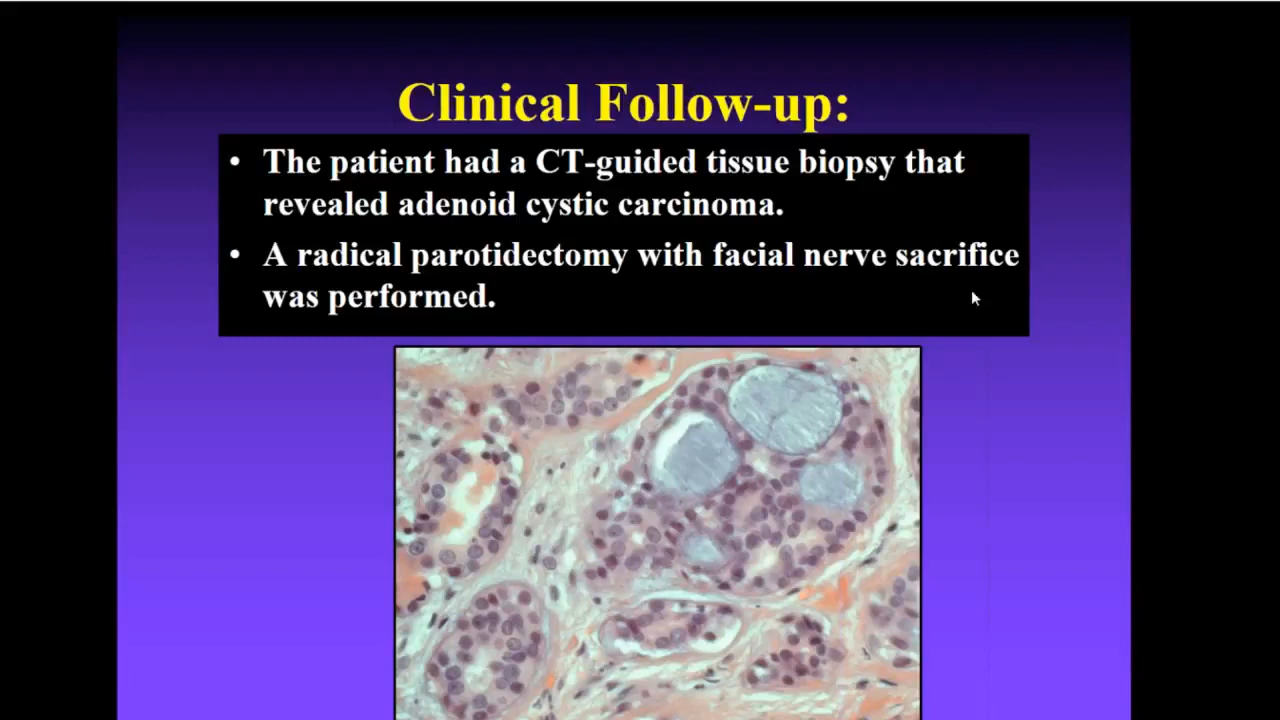 Clinical Follow-up:
• The patient had a CT-guided tissue biopsy that
revealed adenoid cystic carcinoma.
• A radical parotidectomy with facial nerve sacrifice
was performed.